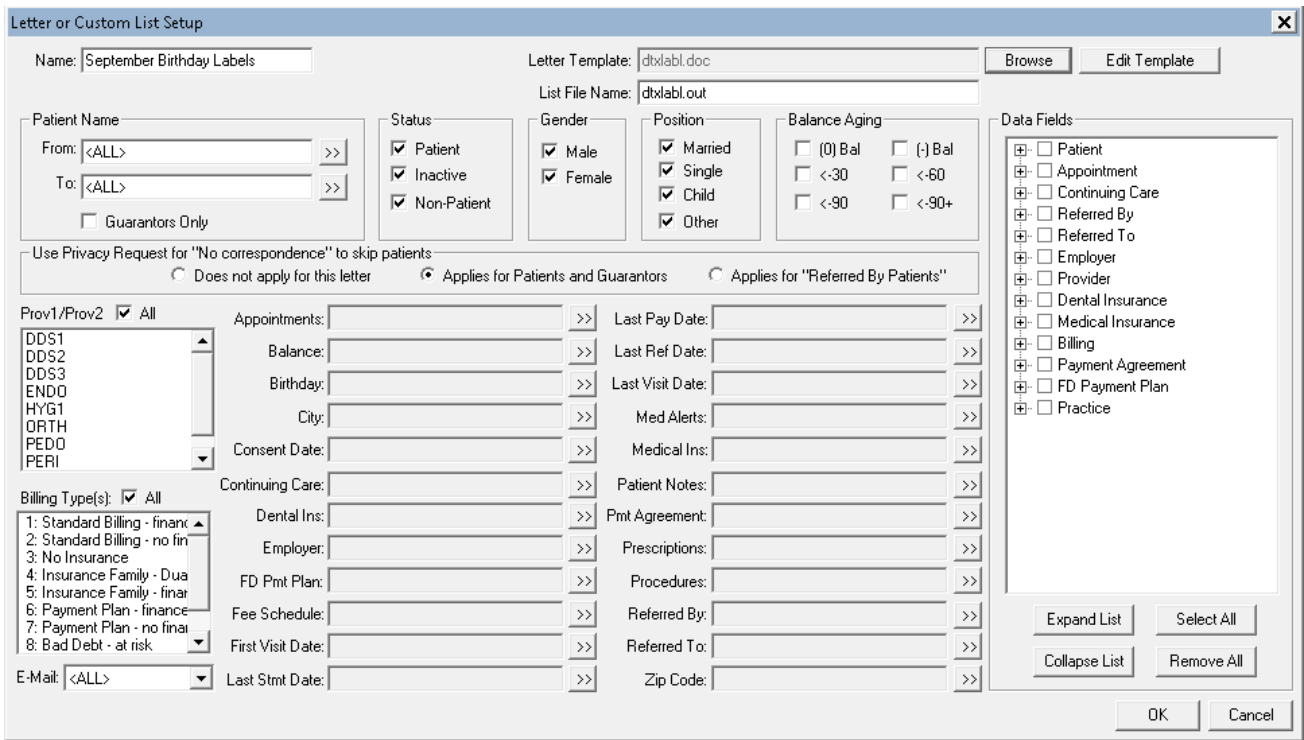 Letter or Custom List Setup
Name: September Birthday Labels
Letter Template: dtxlabl.doc
Browse
Edit Template
List File Name: dtxlabl.out
Patient Name
From: <ALL> >>
To: <ALL> >>
Guarantors Only
Status
Patient
Inactive
Non-Patient
Gender
Male
Female
Position
Married
Single
Child
Other
Balance Aging
(0) Bal (-) Bal
<-30 <-60
<-90 <-90+
Use Privacy Request for "No correspondence" to skip patients
Does not apply for this letter Applies for Patients and Guarantors Applies for "Referred By Patients"
Prov1/Prov2 All
DDS1
DDS2
DDS3
ENDO
HYG1
ORTH
PEDO
PERI
Billing Type(s): All
1: Standard Billing - financ
2: Standard Billing - no fin
3: No Insurance
4: Insurance Family - Dua
5: Insurance Family - finar
6: Payment Plan - finance
7: Payment Plan - no finar
8: Bad Debt - at risk
E-Mail: <ALL>
Appointments: >>
Balance: >>
Birthday: >>
City: >>
Consent Date: >>
Continuing Care: >>
Dental Ins: >>
Employer: >>
FD Pmt Plan: >>
Fee Schedule: >>
First Visit Date: >>
Last Stmt Date: >>
Last Pay Date: >>
Last Ref Date: >>
Last Visit Date: >>
Med Alerts: >>
Medical Ins: >>
Patient Notes: >>
Pmt Agreement: >>
Prescriptions: >>
Procedures: >>
Referred By: >>
Referred To: >>
Zip Code: >>
Data Fields
Patient
Appointment
Continuing Care
Referred By
Referred To
Employer
Provider
Dental Insurance
Medical Insurance
Billing
Payment Agreement
FD Payment Plan
Practice
Expand List Select All
Collapse List Remove All
OK Cancel